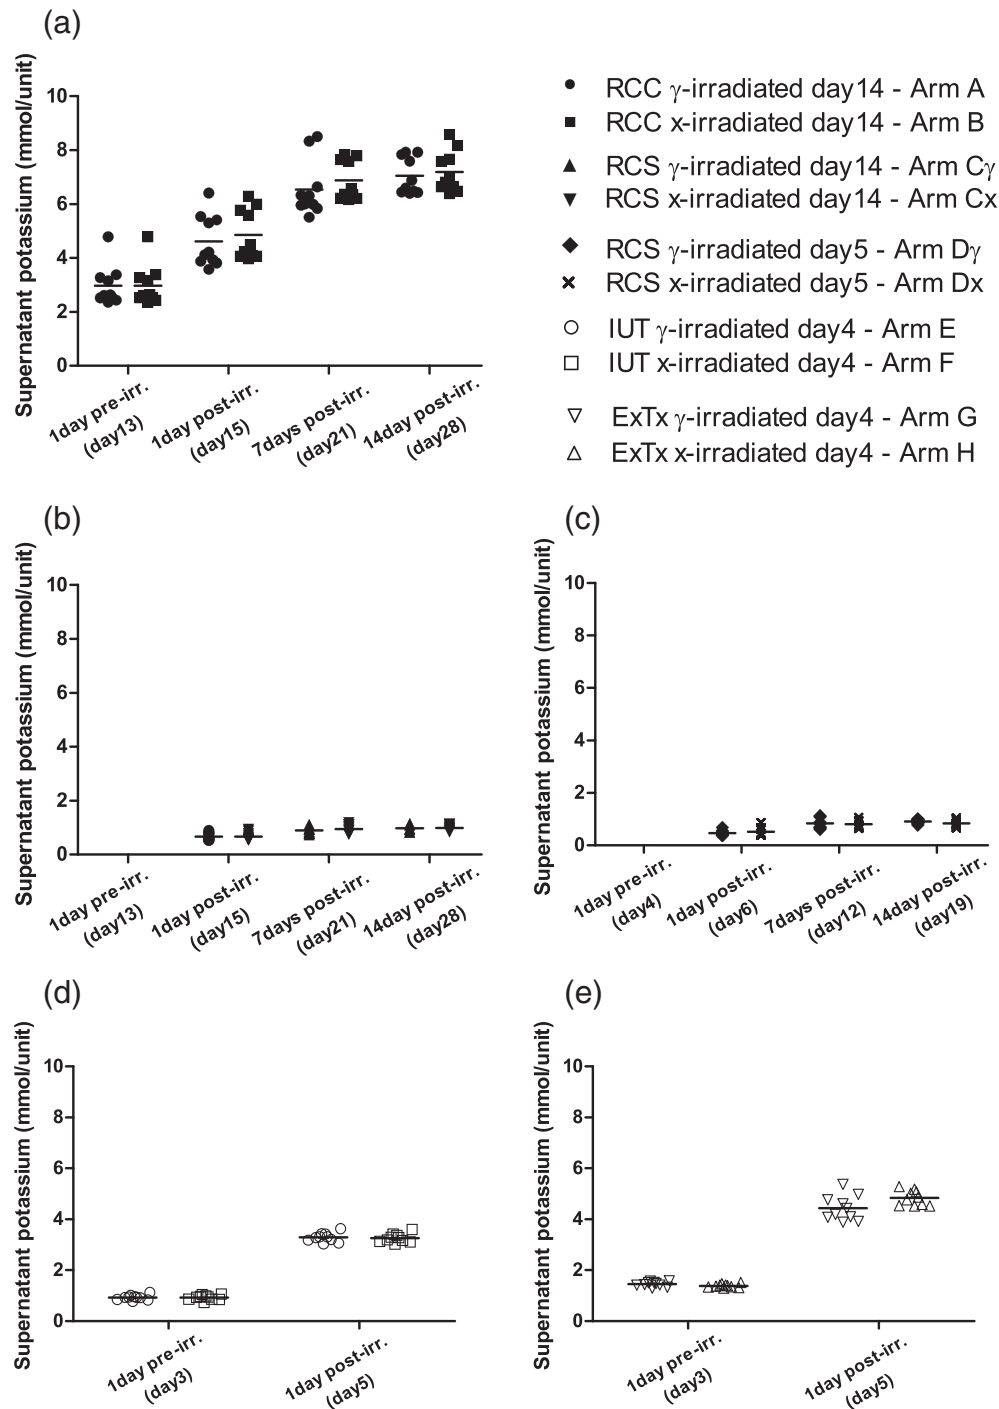 (a)
Supernatant potassium (mmol/unit)
10
8
6
4
2
0
1day pre-irr.
(day13)
1day post-irr.
(day15)
7days post-irr.
(day21)
14day post-irr.
(day28)
RCC γ-irradiated day14 - Arm A
RCC x-irradiated day14 - Arm B
RCS γ-irradiated day14 - Arm Cγ
RCS x-irradiated day14 - Arm Cx
RCS γ-irradiated day5 - Arm Dγ
RCS x-irradiated day5 - Arm Dx
IUT γ-irradiated day4 - Arm E
IUT x-irradiated day4 - Arm F
ExTx γ-irradiated day4 - Arm G
ExTx x-irradiated day4 - Arm H
(b)
Supernatant potassium (mmol/unit)
10
8
6
4
2
0
1day pre-irr.
(day13)
1day post-irr.
(day15)
7days post-irr.
(day21)
14day post-irr.
(day28)
(c)
Supernatant potassium (mmol/unit)
10
8
6
4
2
0
1day pre-irr.
(day4)
1day post-irr.
(day6)
7days post-irr.
(day12)
14day post-irr.
(day19)
(d)
Supernatant potassium (mmol/unit)
10
8
6
4
2
0
1day pre-irr.
(day3)
1day post-irr.
(day5)
(e)
Supernatant potassium (mmol/unit)
10
8
6
4
2
0
1day pre-irr.
(day3)
1day post-irr.
(day5)